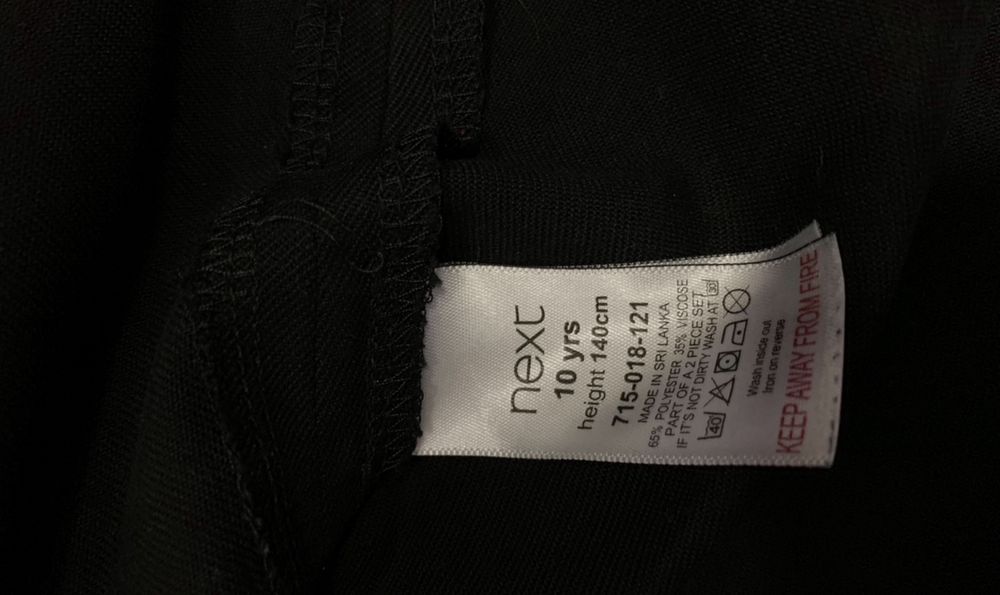 next
10 yrs
height 140cm
715-018-121
MADE IN SRI LANKA
65% POLYESTER 35% VISCOSE
PART OF A 2 PIECE SET
IF IT'S NOT DIRTY WASH AT 30
40
Wash inside out
Iron on reverse
KEEP AWAY FROM FIRE